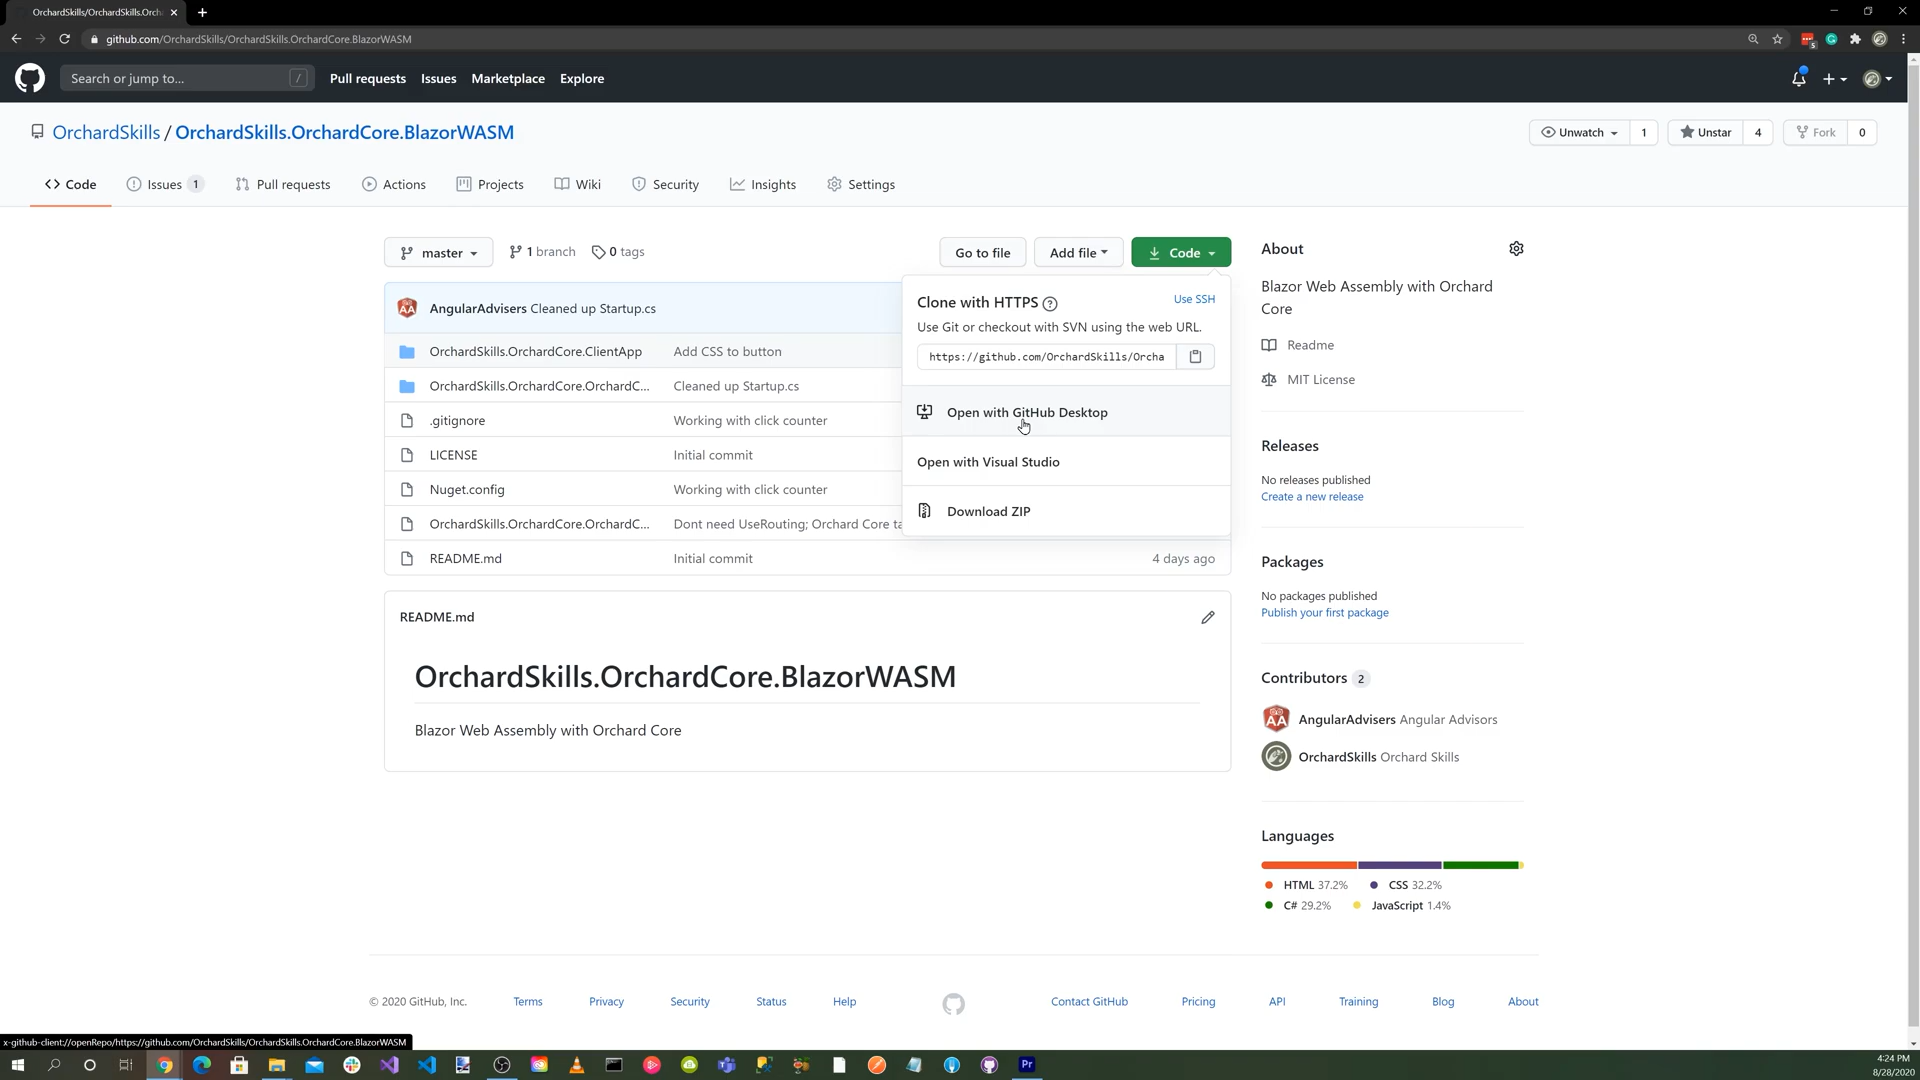 OrchardSkills/OrchardSkills.Orch
github.com/OrchardSkills/OrchardSkills.OrchardCore.BlazorWASM
5
Search or jump to... /
Pull requests Issues Marketplace Explore
OrchardSkills / OrchardSkills.OrchardCore.BlazorWASM
Unwatch 1 Unstar 4 Fork 0
Code Issues 1 Pull requests Actions Projects Wiki Security Insights Settings
master 1 branch 0 tags Go to file Add file Code
AngularAdvisers Cleaned up Startup.cs
OrchardSkills.OrchardCore.ClientApp Add CSS to button
OrchardSkills.OrchardCore.OrchardC... Cleaned up Startup.cs
.gitignore Working with click counter
LICENSE Initial commit
Nuget.config Working with click counter
OrchardSkills.OrchardCore.OrchardC... Dont need UseRouting; Orchard Core ta
README.md Initial commit 4 days ago
Clone with HTTPS ? Use SSH
Use Git or checkout with SVN using the web URL.
https://github.com/OrchardSkills/Orcha
Open with GitHub Desktop
Open with Visual Studio
Download ZIP
README.md
OrchardSkills.OrchardCore.BlazorWASM
Blazor Web Assembly with Orchard Core
About
Blazor Web Assembly with Orchard
Core
Readme
MIT License
Releases
No releases published
Create a new release
Packages
No packages published
Publish your first package
Contributors 2
AA AngularAdvisers Angular Advisors
OrchardSkills Orchard Skills
Languages
HTML 37.2% CSS 32.2%
C# 29.2% JavaScript 1.4%
© 2020 GitHub, Inc. Terms Privacy Security Status Help Contact GitHub Pricing API Training Blog About
x-github-client://openRepo/https://github.com/OrchardSkills/OrchardSkills.OrchardCore.BlazorWASM
Pr
4:24 PM
8/28/2020